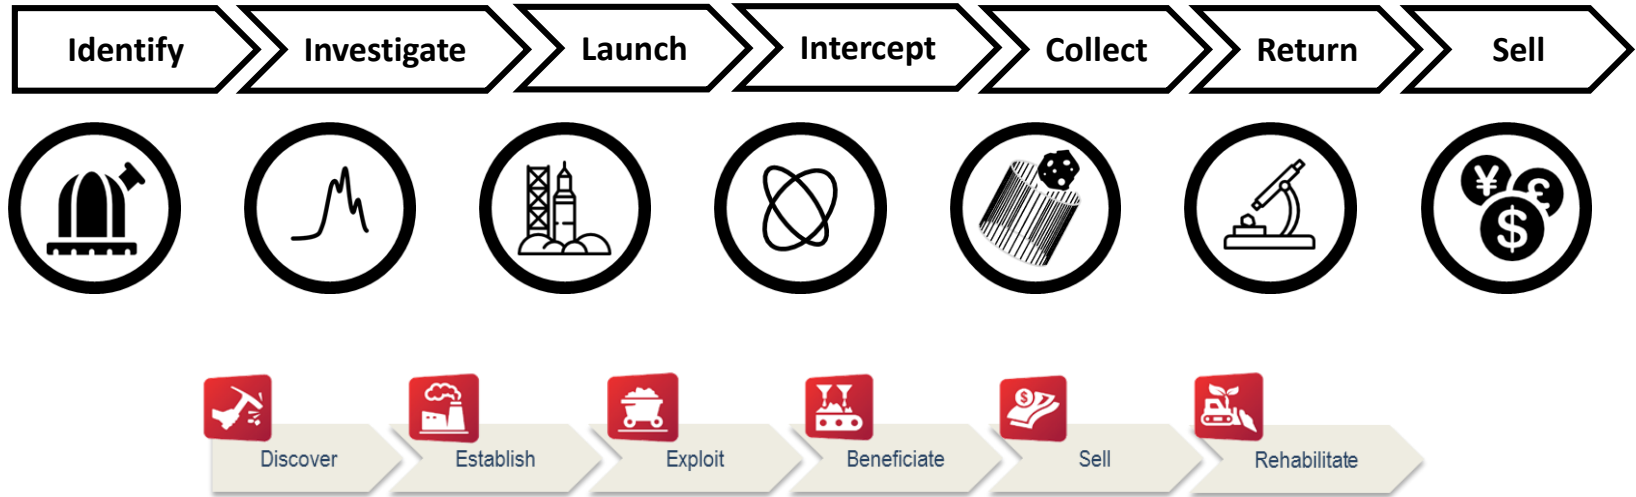 Identify Investigate Launch Intercept Collect Return Sell
¥ £ $
$
Discover Establish Exploit Beneficiate Sell Rehabilitate